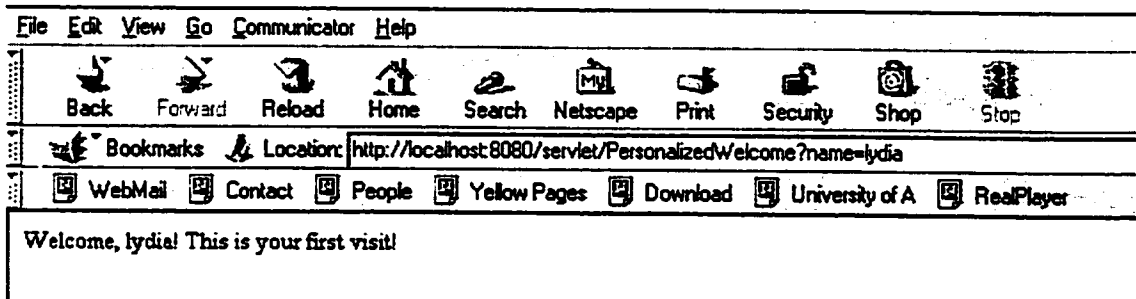 File Edit View Go Communicator Help
Back Forward Reload Home Search My Netscape Print Security Shop Stop
Bookmarks Location: http://localhost:8080/servlet/PersonalizedWelcome?name=lydia
WebMail Contact People Yellow Pages Download University of A RealPlayer
Welcome, lydia! This is your first visit!